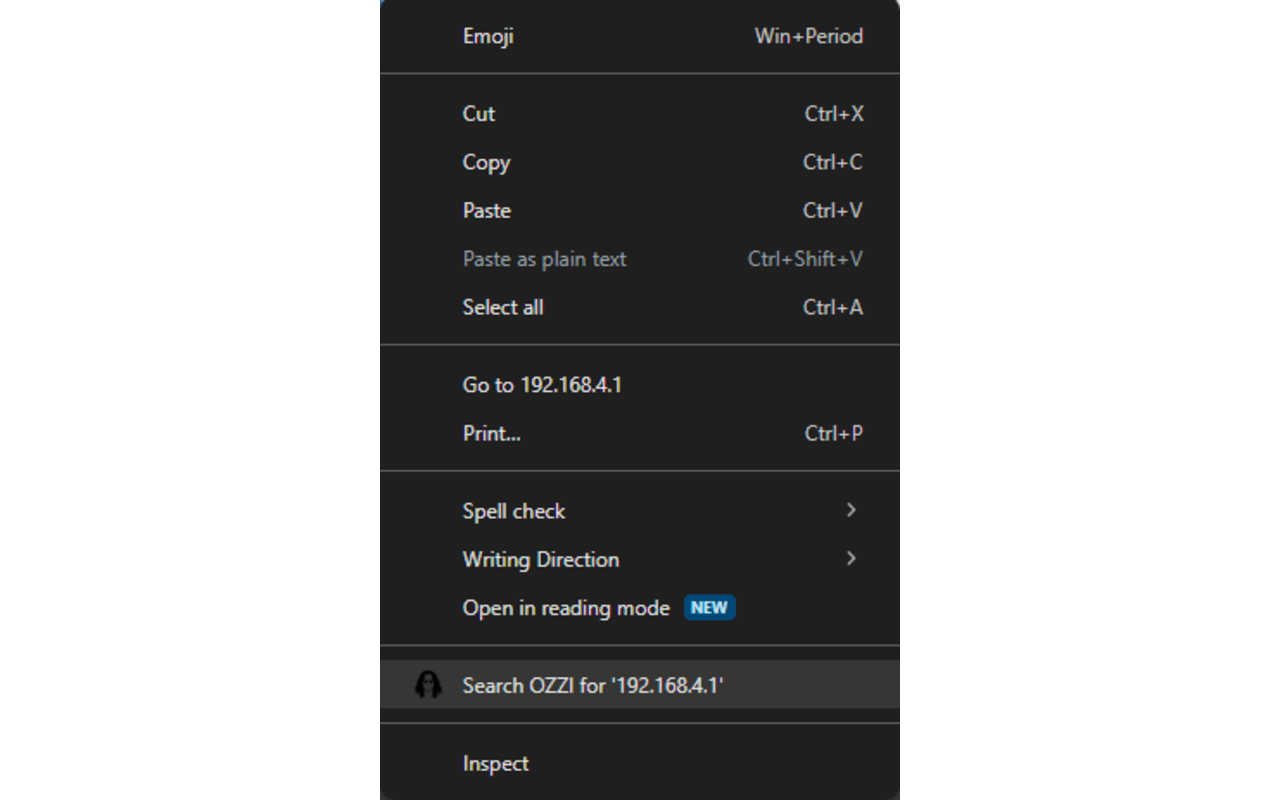 Emoji Win+Period
Cut Ctrl+X
Copy Ctrl+C
Paste Ctrl+V
Paste as plain text Ctrl+Shift+V
Select all Ctrl+A
Go to 192.168.4.1
Print... Ctrl+P
Spell check
Writing Direction
Open in reading mode NEW
Search OZZI for '192.168.4.1'
Inspect